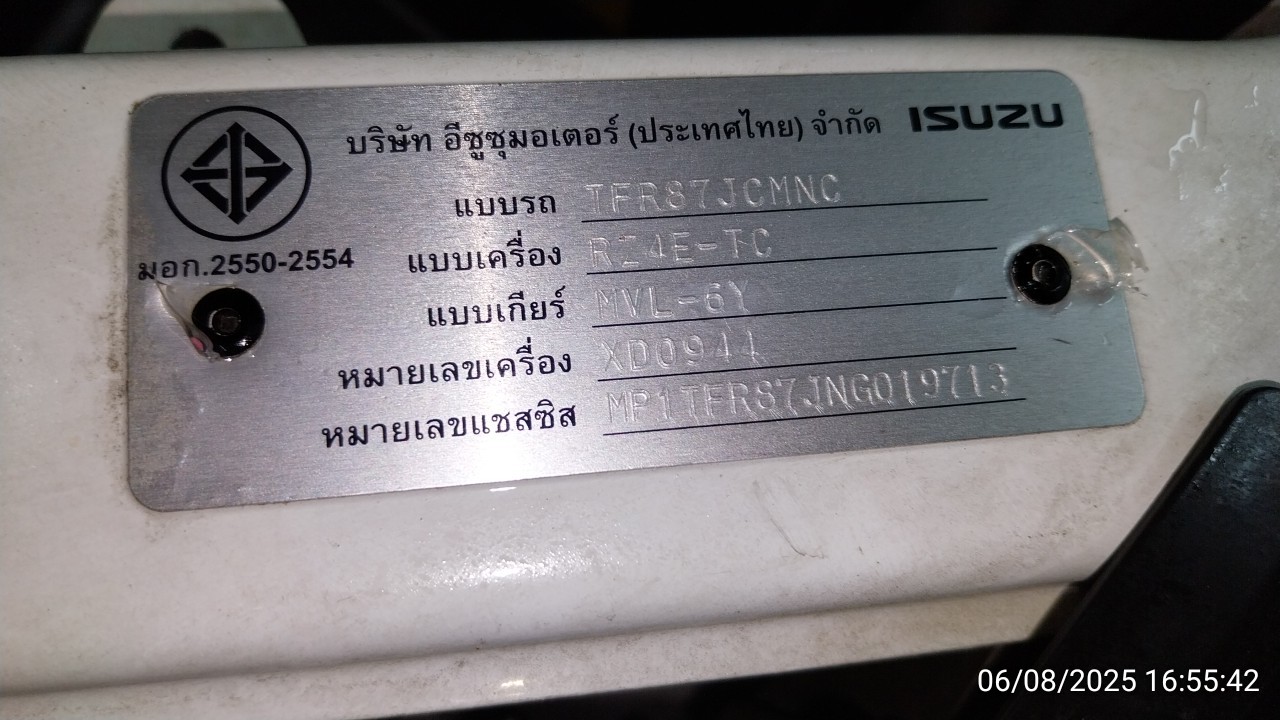 บริษัท อีซูซุมอเตอร์ (ประเทศไทย) จำกัด ISUZU
แบบรถ TFR87JCMNC
มอก.2550-2554
แบบเครื่อง RZ4E-TC
แบบเกียร์ MVL-6Y
หมายเลขเครื่อง XD0944
หมายเลขแชสซิส MP1TFR87JNG019713
06/08/2025 16:55:42